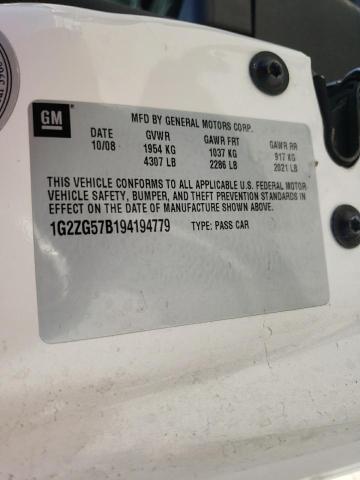 GM
MFD BY GENERAL MOTORS CORP.
DATE GVWR GAWR FRT GAWR RR
10/08 1954 KG 1037 KG 917 KG
4307 LB 2286 LB 2021 LB
THIS VEHICLE CONFORMS TO ALL APPLICABLE U.S. FEDERAL MOTOR
VEHICLE SAFETY, BUMPER, AND THEFT PREVENTION STANDARDS IN
EFFECT ON THE DATE OF MANUFACTURE SHOWN ABOVE.
1G2ZG57B194194779 TYPE: PASS CAR